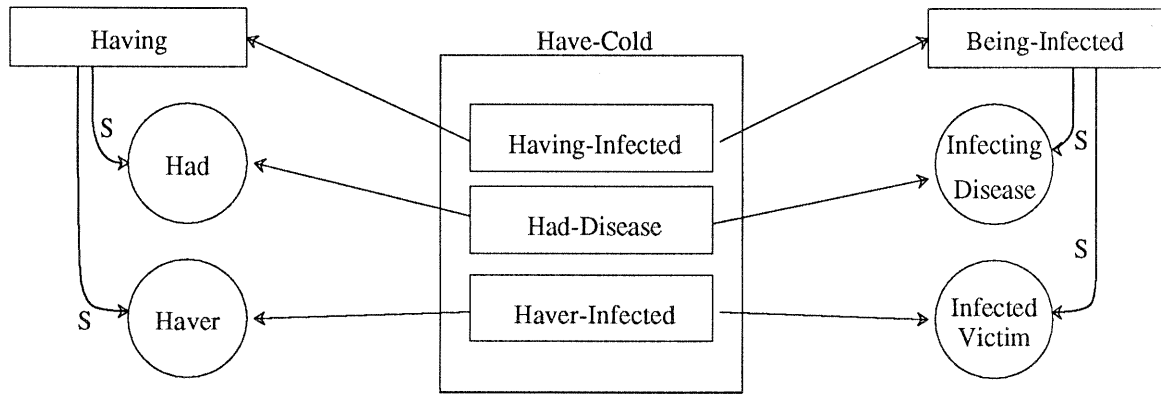 Having
Have-Cold
Being-Infected
Having-Infected
S
Had
Infecting
Disease
S
Had-Disease
S
Haver
S
Haver-Infected
Infected
Victim